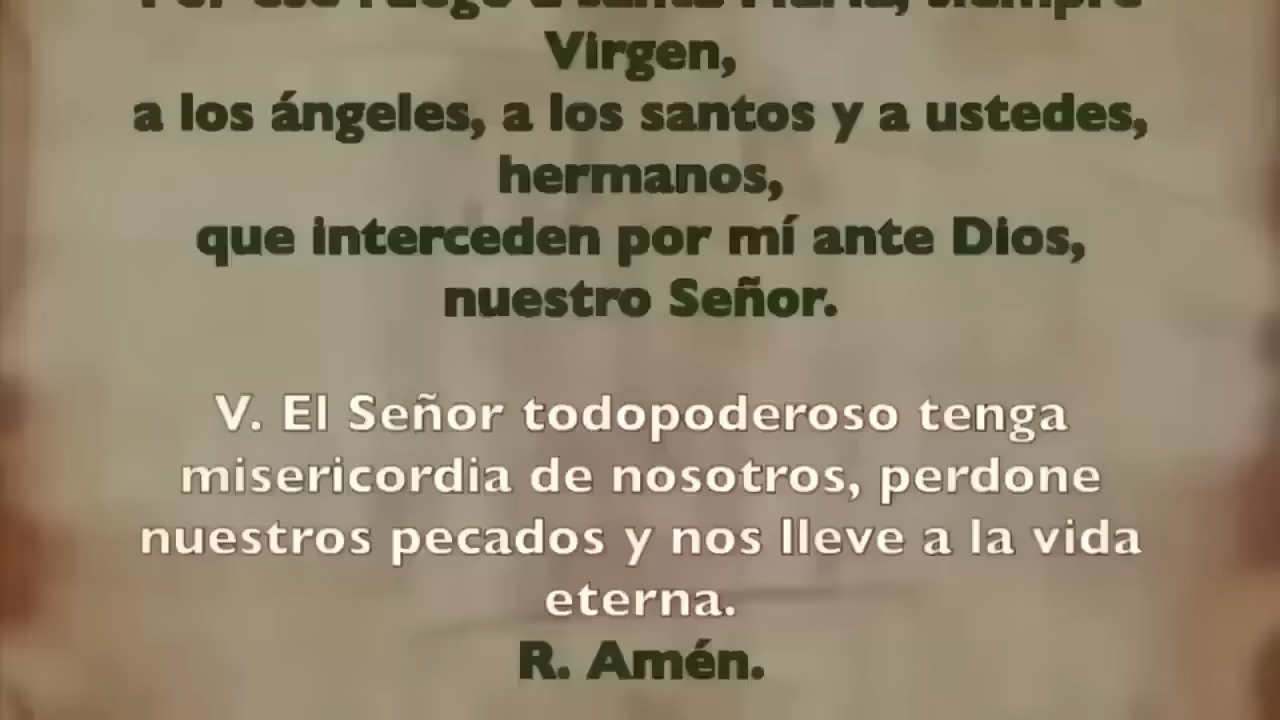 Por eso ruego a santa María, siempre
Virgen,
a los ángeles, a los santos y a ustedes,
hermanos,
que interceden por mí ante Dios,
nuestro Señor.
V. El Señor todopoderoso tenga
misericordia de nosotros, perdone
nuestros pecados y nos lleve a la vida
eterna.
R. Amén.